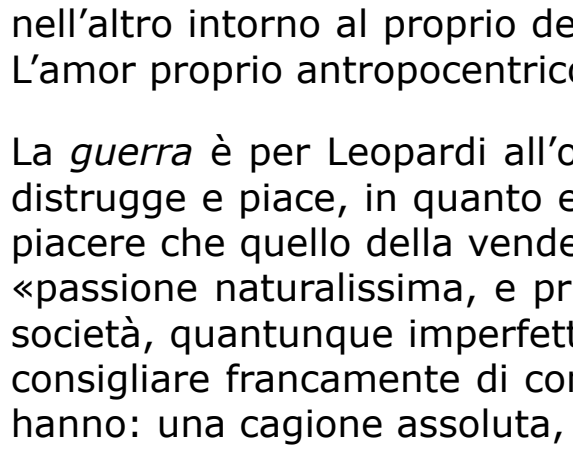 nell’altro intorno al proprio de
L’amor proprio antropocentrico
La guerra è per Leopardi all’o
distrugge e piace, in quanto e
piacere che quello della vende
«passione naturalissima, e pr
società, quantunque imperfett
consigliare francamente di co
hanno: una cagione assoluta,